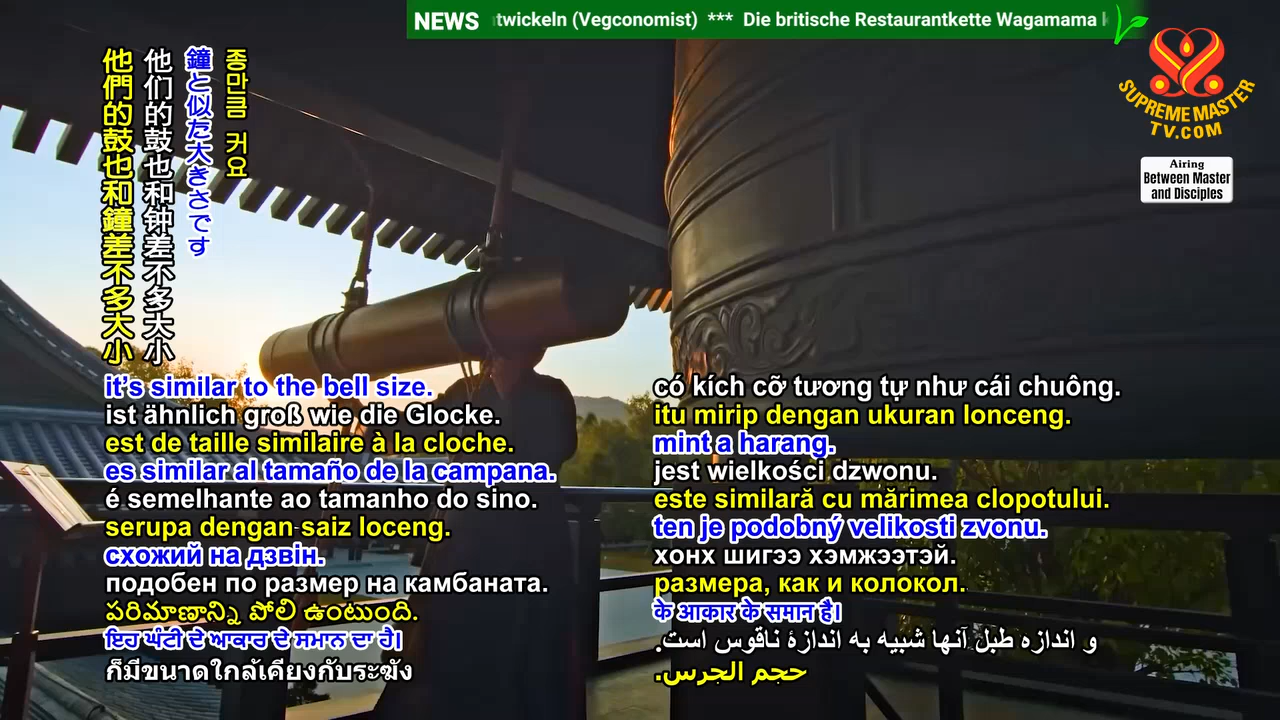 NEWS twickeln (Vegconomist) *** Die britische Restaurantkette Wagamama
SUPREME MASTER
TV.COM
Airing
Between Master
and Disciples
종만큼 커요
鐘と似た大きさです
他们的鼓也和钟差不多大小
他們的鼓也和鐘差不多大小
it’s similar to the bell size.
ist ähnlich groß wie die Glocke.
est de taille similaire à la cloche.
es similar al tamaño de la campana.
é semelhante ao tamanho do sino.
serupa dengan saiz loceng.
схожий на дзвін.
подобен по размер на камбаната.
పరిమాణాన్ని పోలి ఉంటుంది.
ਇਹ ਘੰਟੀ ਦੇ ਆਕਾਰ ਦੇ ਸਮਾਨ ਦਾ ਹੈ।
ก็มีขนาดใกล้เคียงกับระฆัง
có kích cỡ tương tự như cái chuông.
itu mirip dengan ukuran lonceng.
mint a harang.
jest wielkości dzwonu.
este similară cu mărimea clopotului.
ten je podobný velikosti zvonu.
хонх шигээ хэмжээтэй.
размера, как и колокол.
के आकार के समान है।
و اندازه طبل آنها شبیه به اندازهٔ ناقوس است.
حجم الجرس.